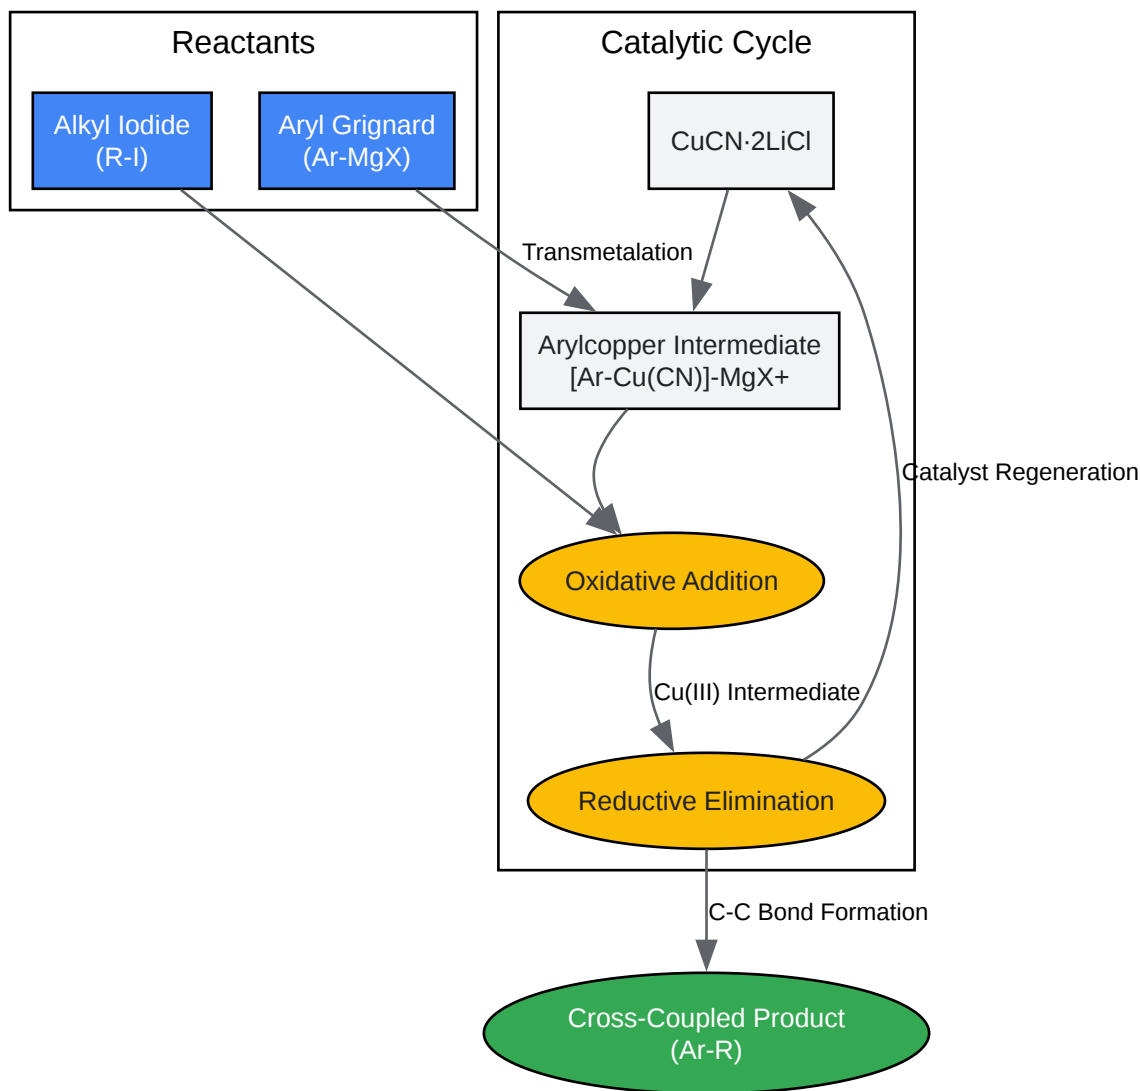 Reactants
Catalytic Cycle
Alkyl Iodide
(R-I)
Aryl Grignard
(Ar-MgX)
CuCN·2LiCl
Transmetalation
Arylcopper Intermediate
[Ar-Cu(CN)]-MgX+
Catalyst Regeneration
Oxidative Addition
Cu(III) Intermediate
Reductive Elimination
C-C Bond Formation
Cross-Coupled Product
(Ar-R)